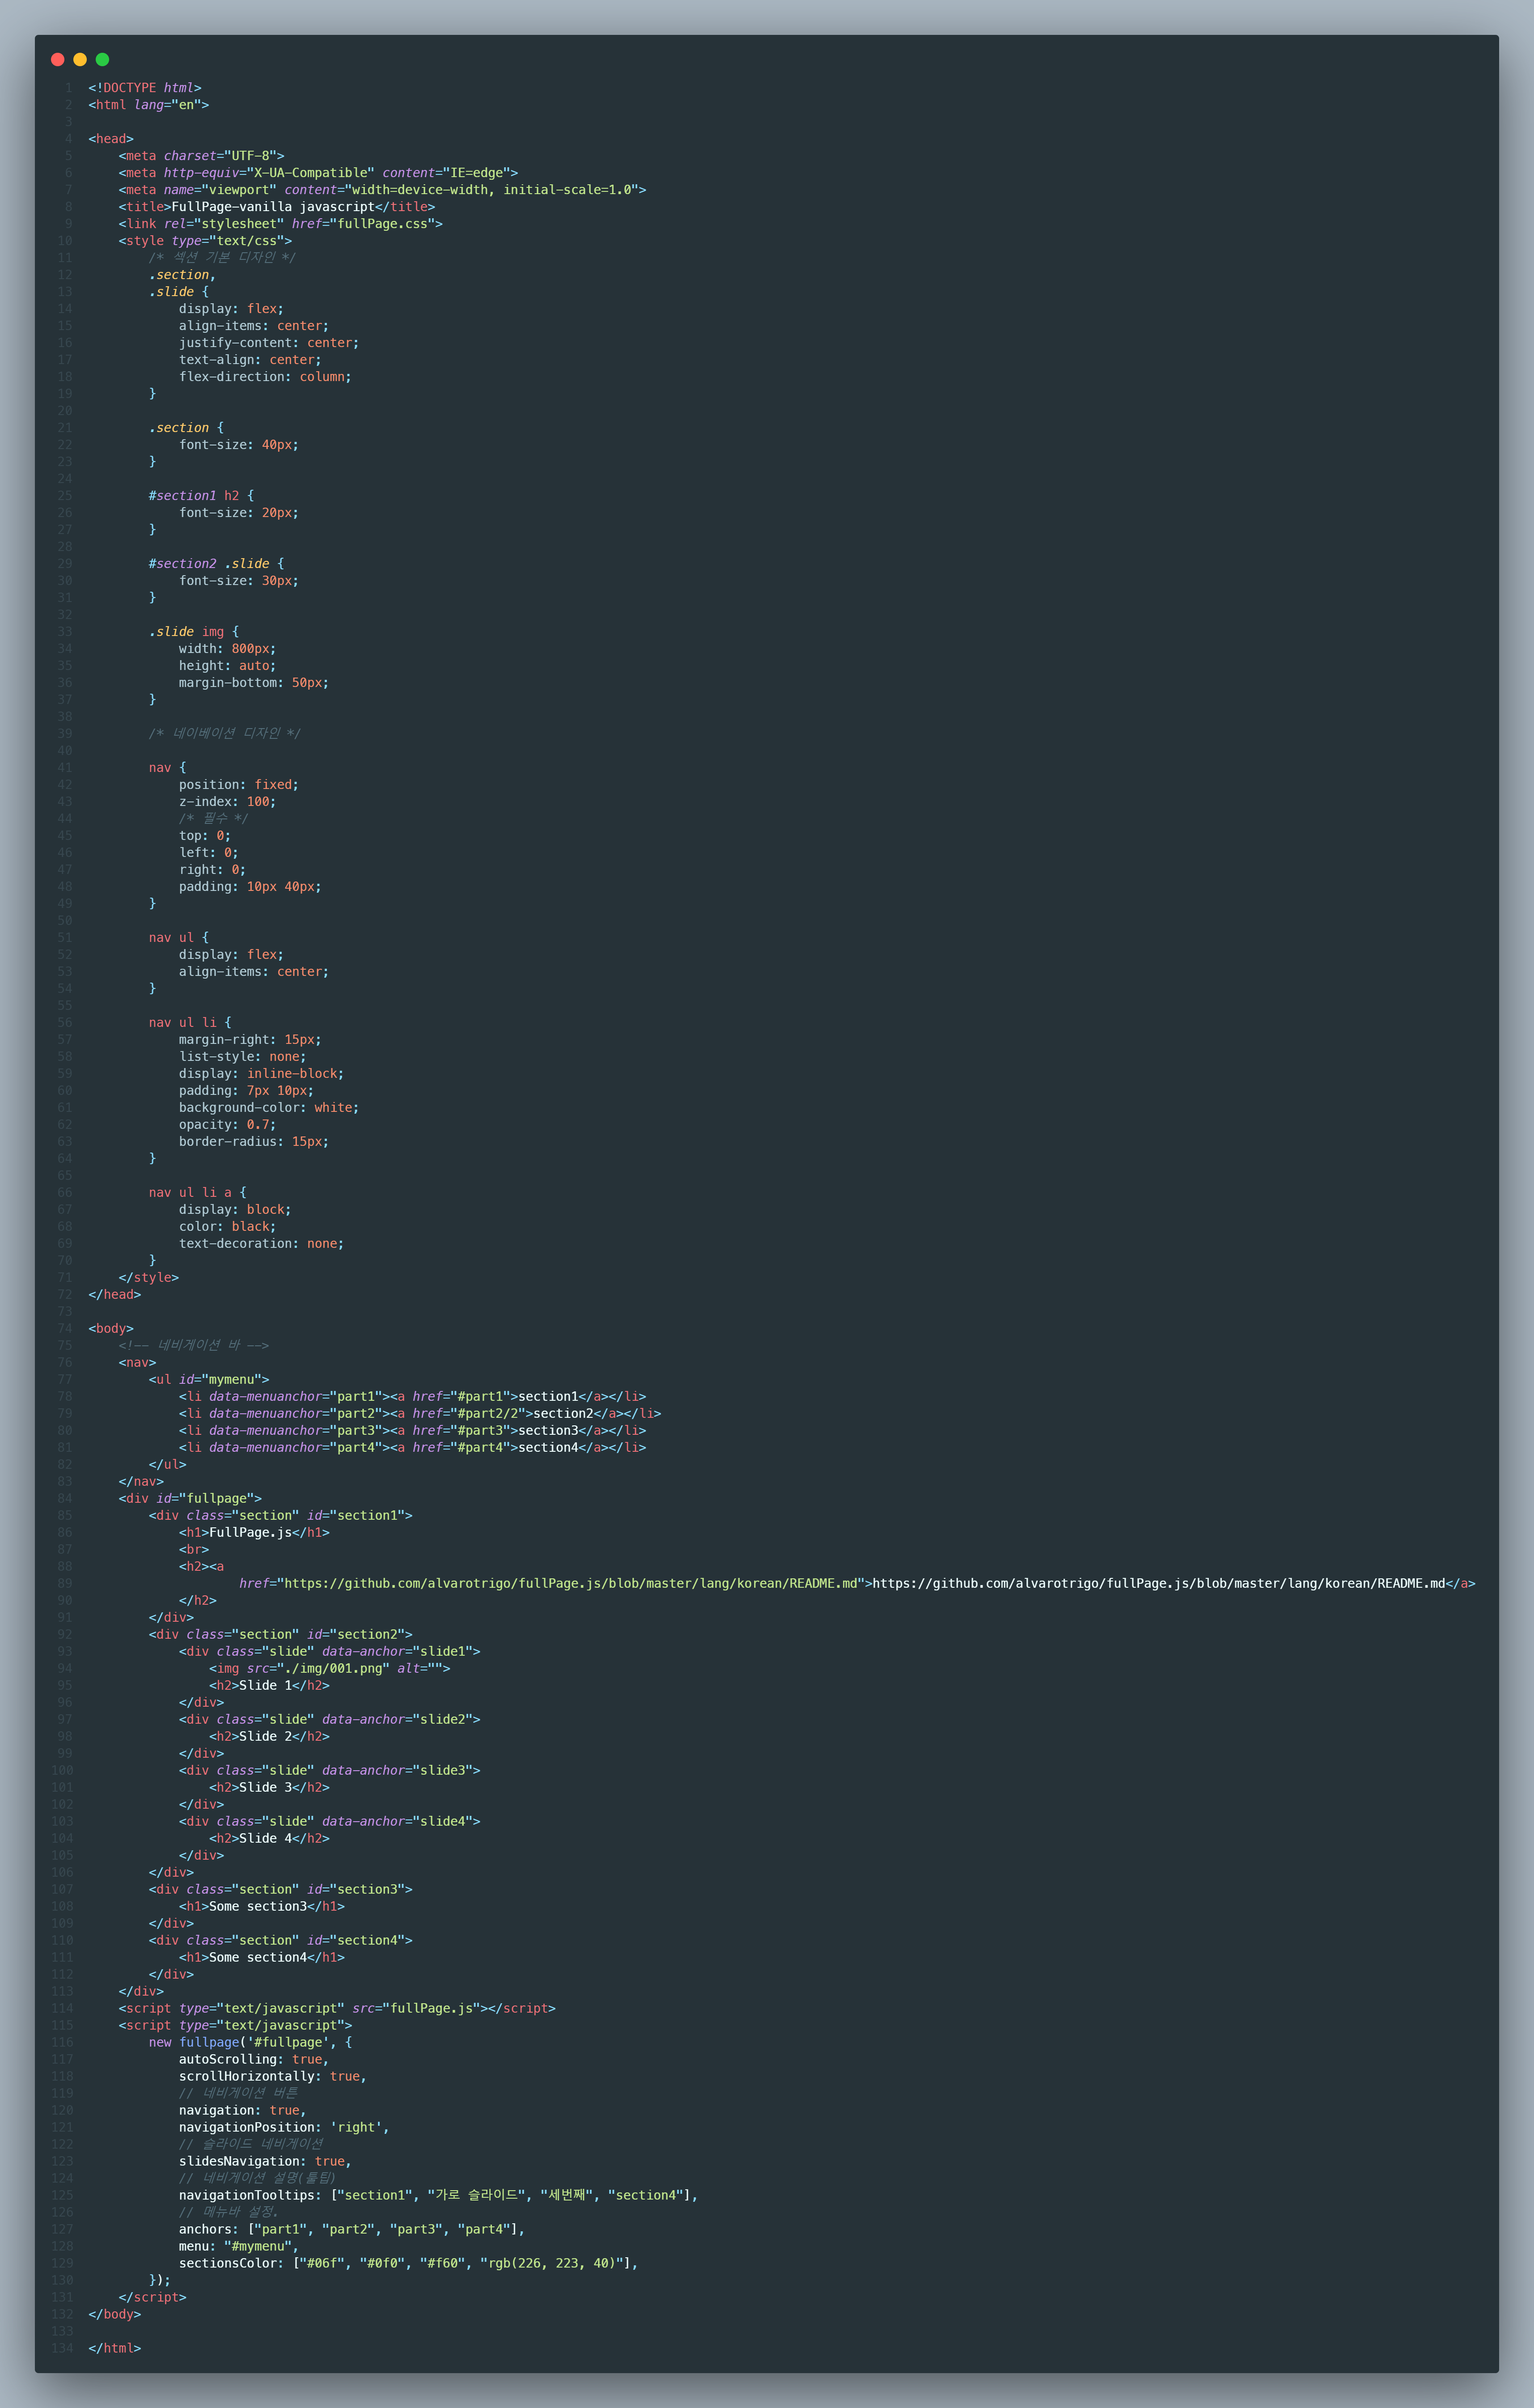 1 <!DOCTYPE html>
2 <html lang="en">
3
4 <head>
5     <meta charset="UTF-8">
6     <meta http-equiv="X-UA-Compatible" content="IE=edge">
7     <meta name="viewport" content="width=device-width, initial-scale=1.0">
8     <title>FullPage-vanilla javascript</title>
9     <link rel="stylesheet" href="fullPage.css">
10     <style type="text/css">
11         /* 섹션 기본 디자인 */
12         .section,
13         .slide {
14             display: flex;
15             align-items: center;
16             justify-content: center;
17             text-align: center;
18             flex-direction: column;
19         }
20
21         .section {
22             font-size: 40px;
23         }
24
25         #section1 h2 {
26             font-size: 20px;
27         }
28
29         #section2 .slide {
30             font-size: 30px;
31         }
32
33         .slide img {
34             width: 800px;
35             height: auto;
36             margin-bottom: 50px;
37         }
38
39         /* 네이베이션 디자인 */
40
41         nav {
42             position: fixed;
43             z-index: 100;
44             /* 필수 */
45             top: 0;
46             left: 0;
47             right: 0;
48             padding: 10px 40px;
49         }
50
51         nav ul {
52             display: flex;
53             align-items: center;
54         }
55
56         nav ul li {
57             margin-right: 15px;
58             list-style: none;
59             display: inline-block;
60             padding: 7px 10px;
61             background-color: white;
62             opacity: 0.7;
63             border-radius: 15px;
64         }
65
66         nav ul li a {
67             display: block;
68             color: black;
69             text-decoration: none;
70         }
71     </style>
72 </head>
73
74 <body>
75     <!-- 네비게이션 바 -->
76     <nav>
77         <ul id="mymenu">
78             <li data-menuanchor="part1"><a href="#part1">section1</a></li>
79             <li data-menuanchor="part2"><a href="#part2/2">section2</a></li>
80             <li data-menuanchor="part3"><a href="#part3">section3</a></li>
81             <li data-menuanchor="part4"><a href="#part4">section4</a></li>
82         </ul>
83     </nav>
84     <div id="fullpage">
85         <div class="section" id="section1">
86             <h1>FullPage.js</h1>
87             <br>
88             <h2><a
89                     href="https://github.com/alvarotrigo/fullPage.js/blob/master/lang/korean/README.md">https://github.com/alvarotrigo/fullPage.js/blob/master/lang/korean/README.md</a>
90             </h2>
91         </div>
92         <div class="section" id="section2">
93             <div class="slide" data-anchor="slide1">
94                 <img src="./img/001.png" alt="">
95                 <h2>Slide 1</h2>
96             </div>
97             <div class="slide" data-anchor="slide2">
98                 <h2>Slide 2</h2>
99             </div>
100             <div class="slide" data-anchor="slide3">
101                 <h2>Slide 3</h2>
102             </div>
103             <div class="slide" data-anchor="slide4">
104                 <h2>Slide 4</h2>
105             </div>
106         </div>
107         <div class="section" id="section3">
108             <h1>Some section3</h1>
109         </div>
110         <div class="section" id="section4">
111             <h1>Some section4</h1>
112         </div>
113     </div>
114     <script type="text/javascript" src="fullPage.js"></script>
115     <script type="text/javascript">
116         new fullpage('#fullpage', {
117             autoScrolling: true,
118             scrollHorizontally: true,
119             // 네비게이션 버튼
120             navigation: true,
121             navigationPosition: 'right',
122             // 슬라이드 네비게이션
123             slidesNavigation: true,
124             // 네비게이션 설명(툴팁)
125             navigationTooltips: ["section1", "가로 슬라이드", "세번째", "section4"],
126             // 메뉴바 설정.
127             anchors: ["part1", "part2", "part3", "part4"],
128             menu: "#mymenu",
129             sectionsColor: ["#06f", "#0f0", "#f60", "rgb(226, 223, 40)"],
130         });
131     </script>
132 </body>
133
134 </html>